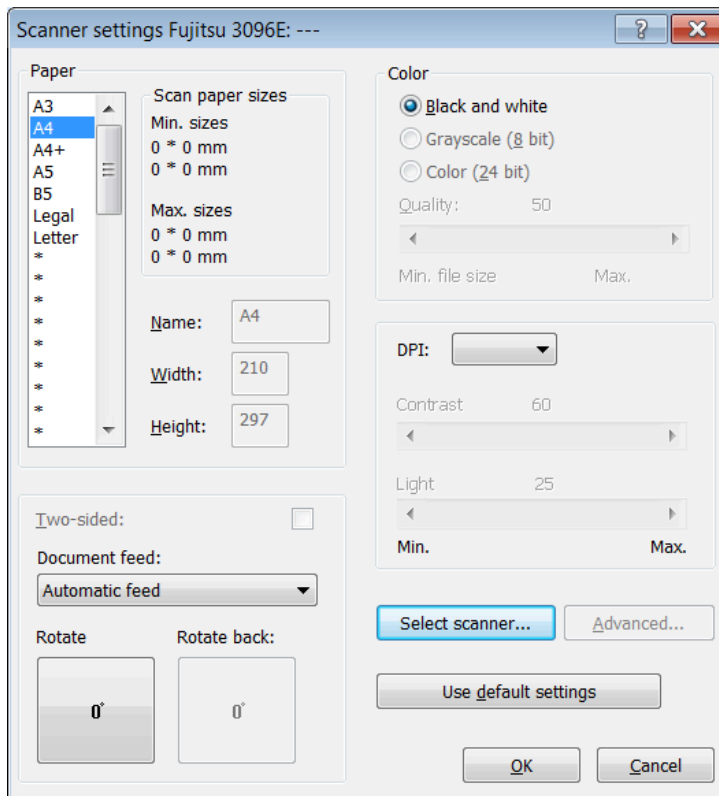 Scanner settings Fujitsu 3096E: ---
Paper
A3
A4
A4+
A5
B5
Legal
Letter
*
*
*
*
*
*
*
*
*
Scan paper sizes
Min. sizes
0 * 0 mm
0 * 0 mm
Max. sizes
0 * 0 mm
0 * 0 mm
Name: A4
Width: 210
Height: 297
Two-sided:
Document feed:
Automatic feed
Rotate Rotate back:
0° 0°
Color
Black and white
Grayscale (8 bit)
Color (24 bit)
Quality: 50
Min. file size Max.
DPI:
Contrast 60
Light 25
Min. Max.
Select scanner... Advanced...
Use default settings
OK Cancel